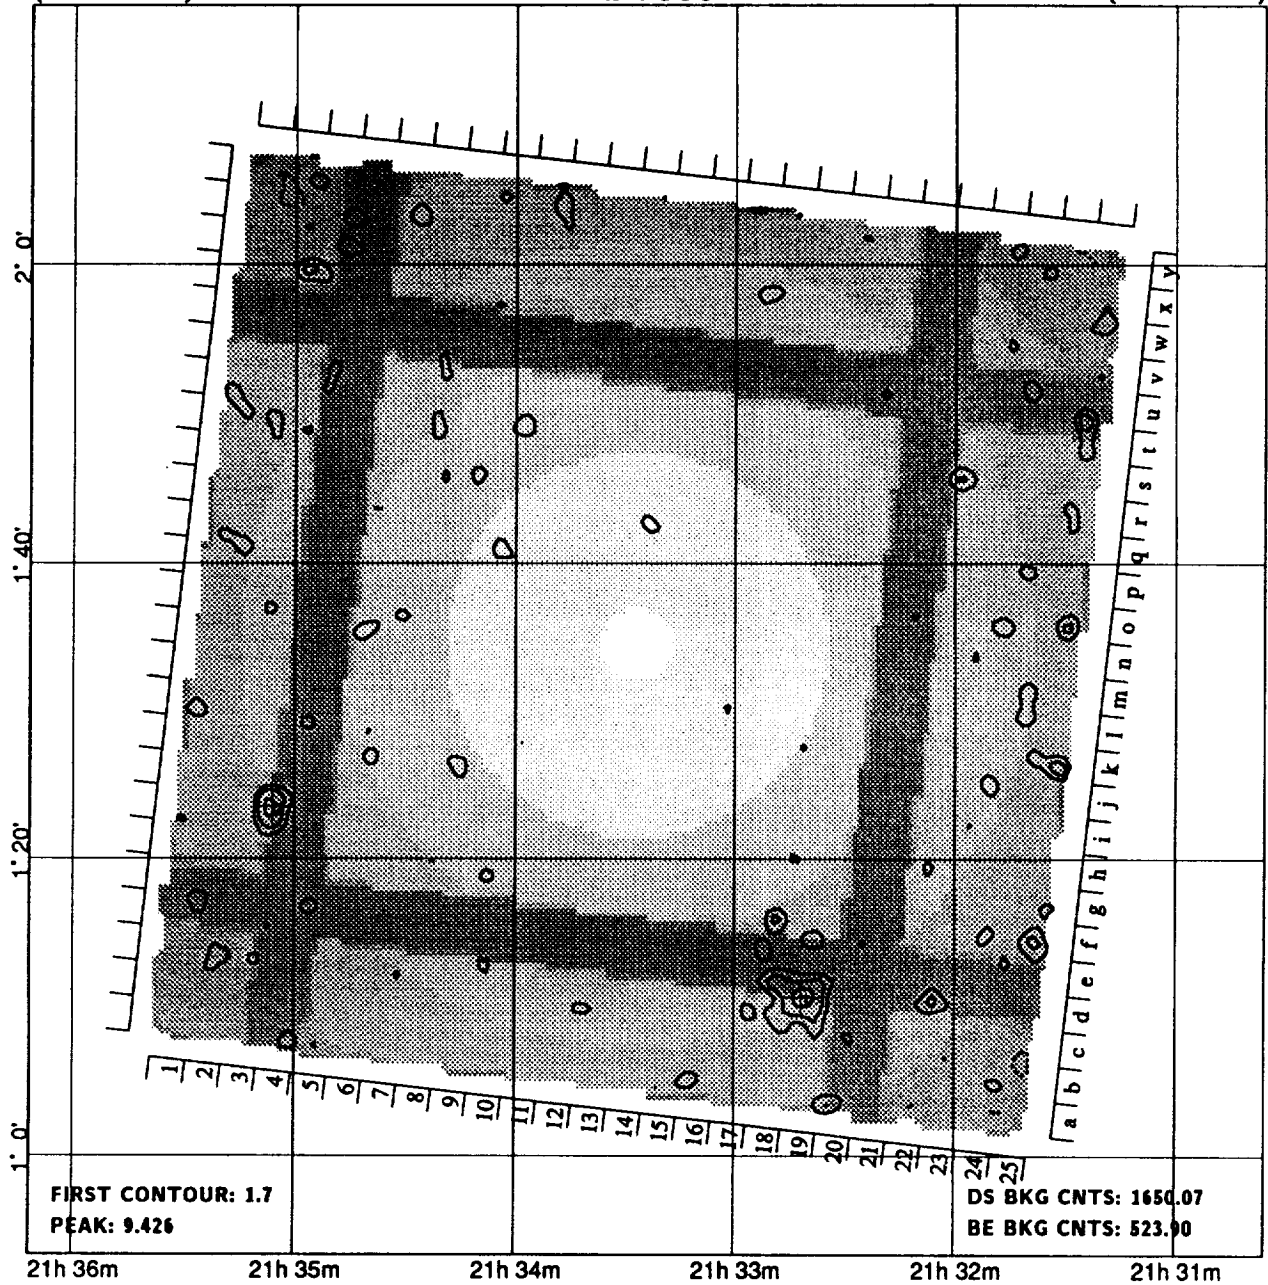 2° 0'
1° 40'
1° 20'
1° 0'
y
x
w
v
u
t
s
r
q
p
o
n
m
l
k
j
i
h
g
f
e
d
c
b
a
1 2 3 4 5 6 7 8 9 10 11 12 13 14 15 16 17 18 19 20 21 22 23 24 25
FIRST CONTOUR: 1.7
PEAK: 9.426
DS BKG CNTS: 1650.07
BE BKG CNTS: 523.90
21h 36m 21h 35m 21h 34m 21h 33m 21h 32m 21h 31m